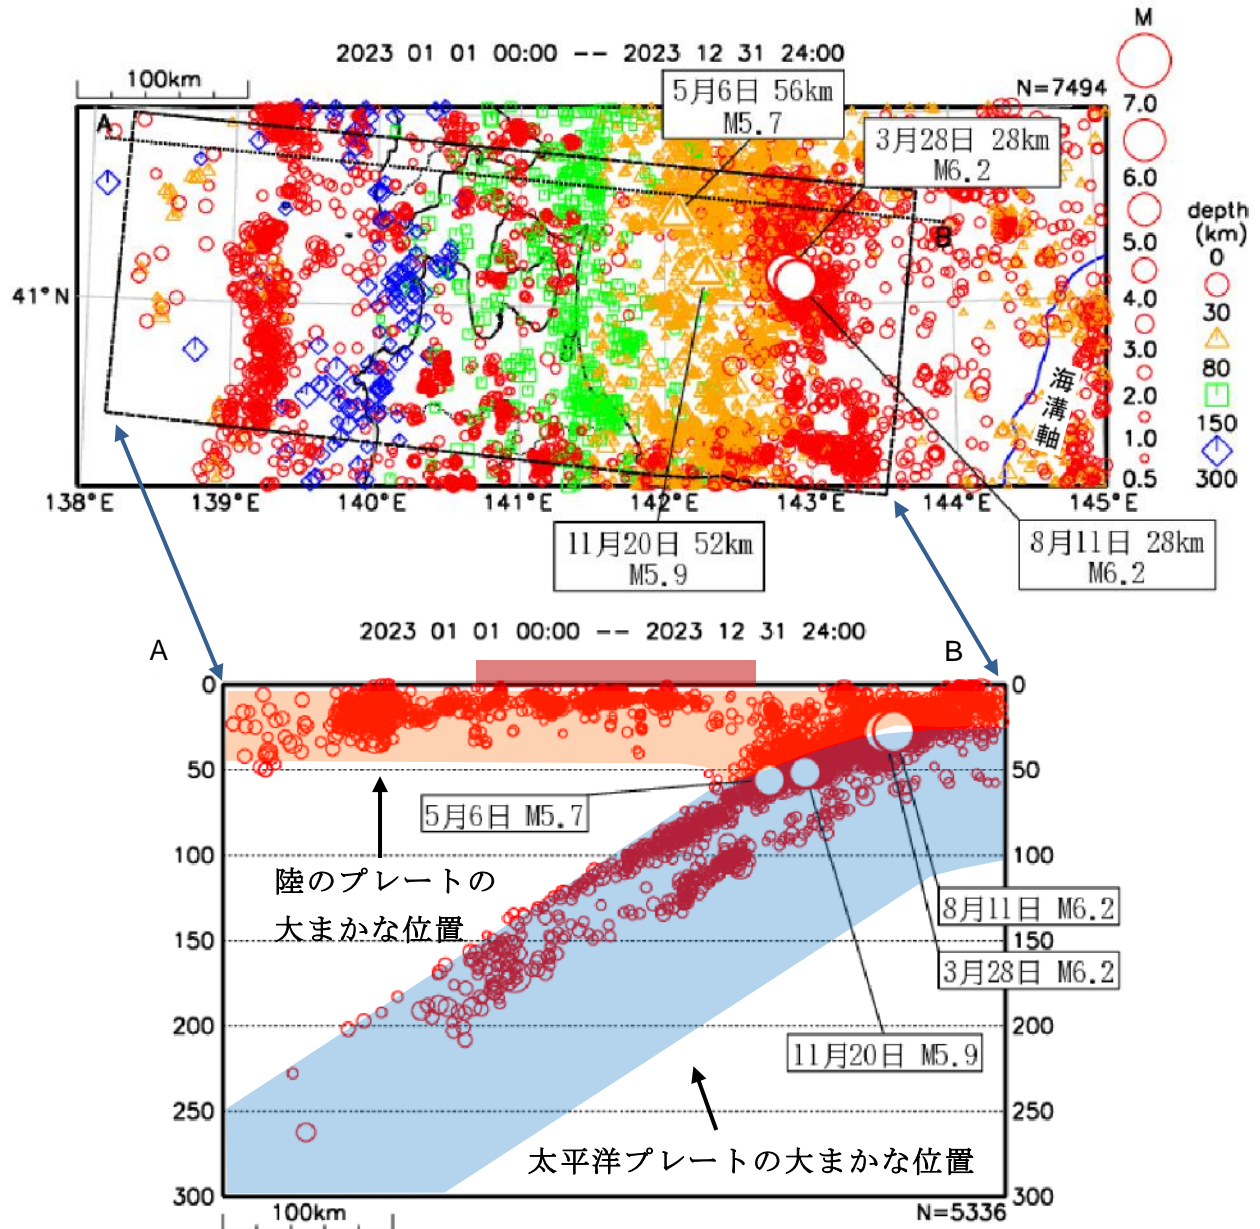 2023 01 01 00:00 -- 2023 12 31 24:00
M
100km
N=7494
5月6日 56km
M5.7
3月28日 28km
M6.2
A
B
7.0
6.0
5.0
4.0
3.0
2.0
1.0
0.5
depth
(km)
0
30
80
150
300
41°N
海溝軸
138°E
139°E
140°E
141°E
142°E
143°E
144°E
145°E
11月20日 52km
M5.9
8月11日 28km
M6.2
2023 01 01 00:00 -- 2023 12 31 24:00
A
B
0
0
50
50
5月6日 M5.7
100
100
陸のプレートの
大まかな位置
8月11日 M6.2
150
150
3月28日 M6.2
200
200
11月20日 M5.9
250
250
太平洋プレートの大まかな位置
300
300
100km
N=5336